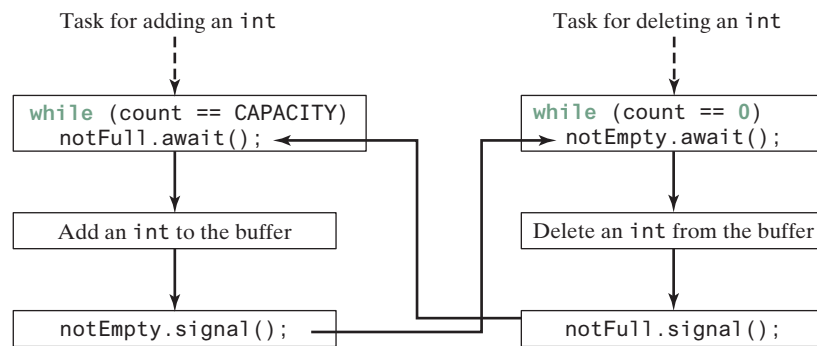 Task for adding an int
while (count == CAPACITY)
notFull.await();
Add an int to the buffer
notEmpty.signal();
Task for deleting an int
while (count == 0)
notEmpty.await();
Delete an int from the buffer
notFull.signal();